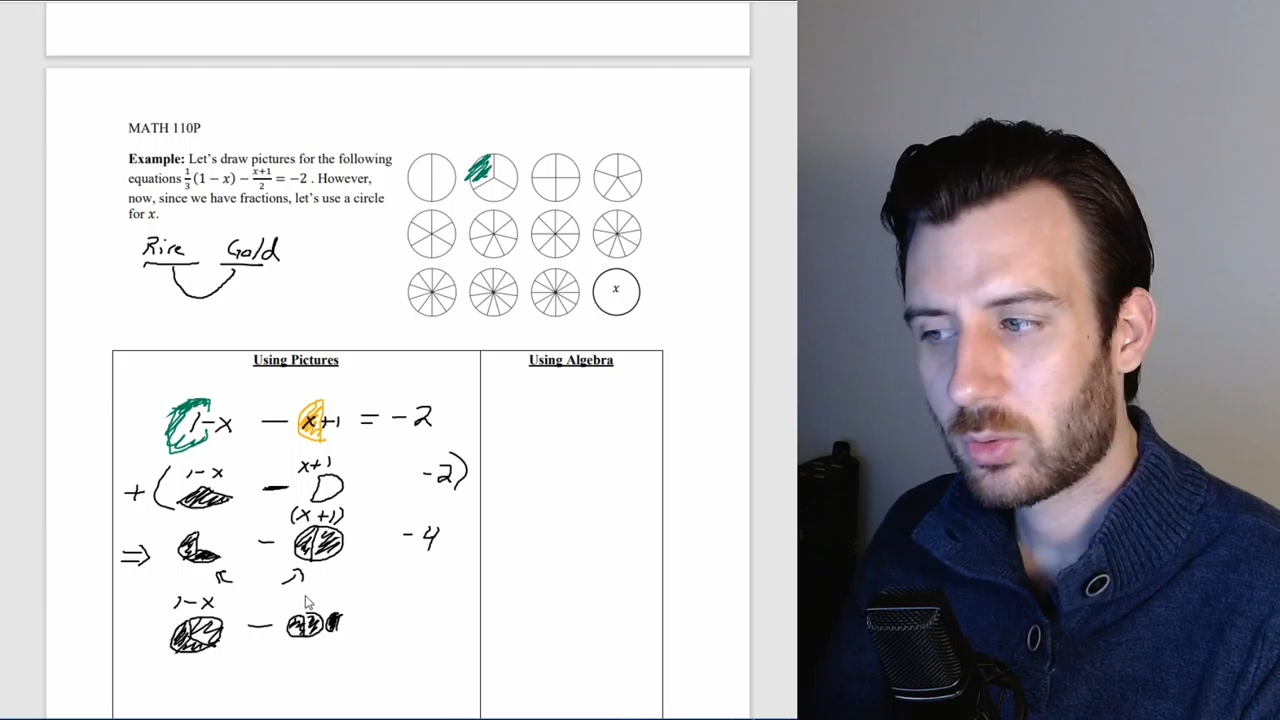 MATH 110P
Example: Let's draw pictures for the following
equations 1/3 (1 − x) − x+1/2 = −2 . However,
now, since we have fractions, let's use a circle
for x.
Rire Gold
x
Using Pictures
Using Algebra
1-x − x+1 = -2
1-x x+1
+ ( − -2)
(x+1)
⇒ − -4
1-x
−